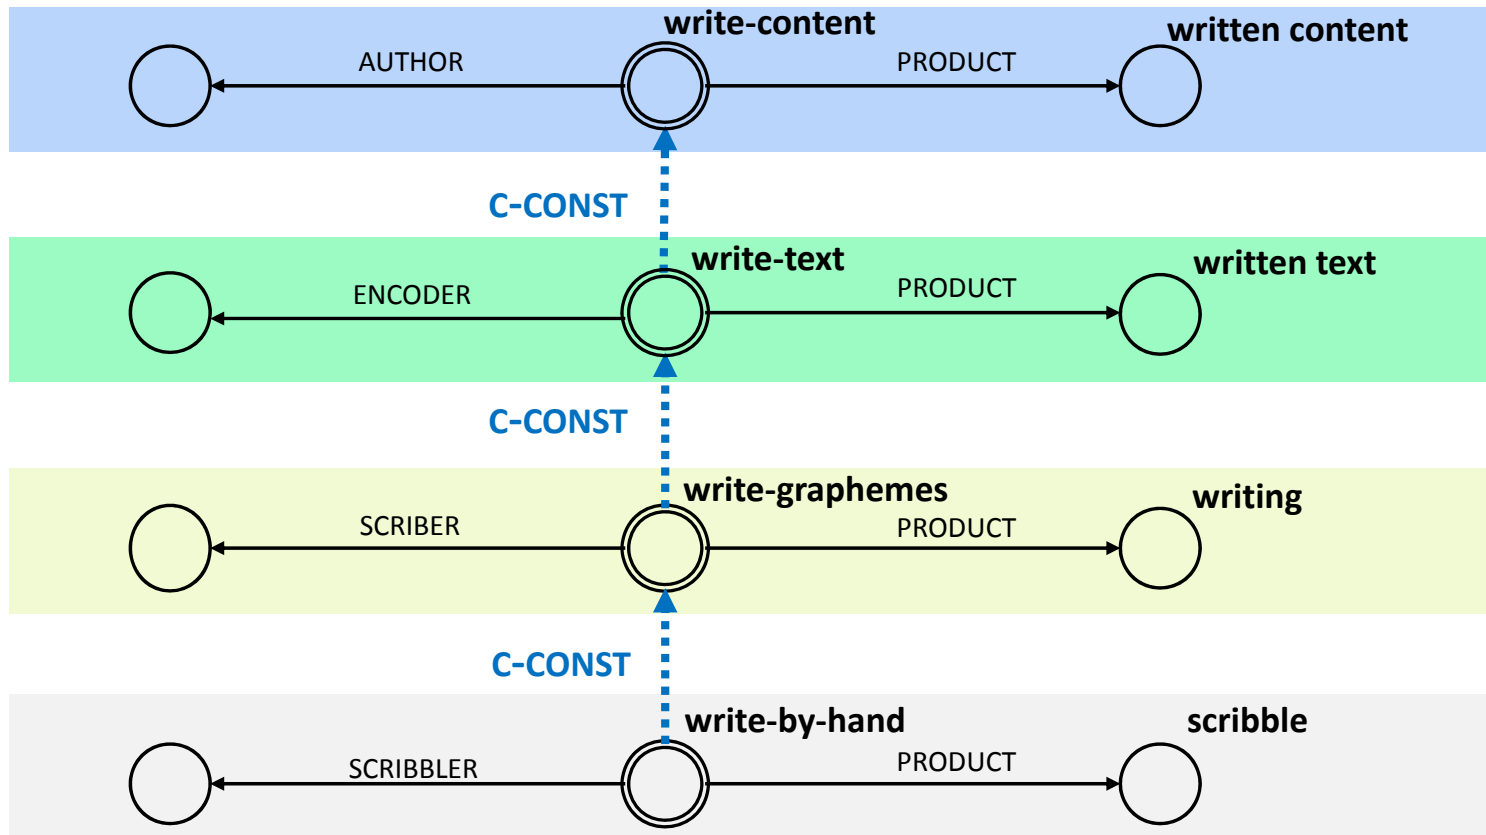 write-content
written content
AUTHOR
PRODUCT
C-CONST
write-text
written text
ENCODER
PRODUCT
C-CONST
write-graphemes
writing
SCRIBER
PRODUCT
C-CONST
write-by-hand
scribble
SCRIBBLER
PRODUCT